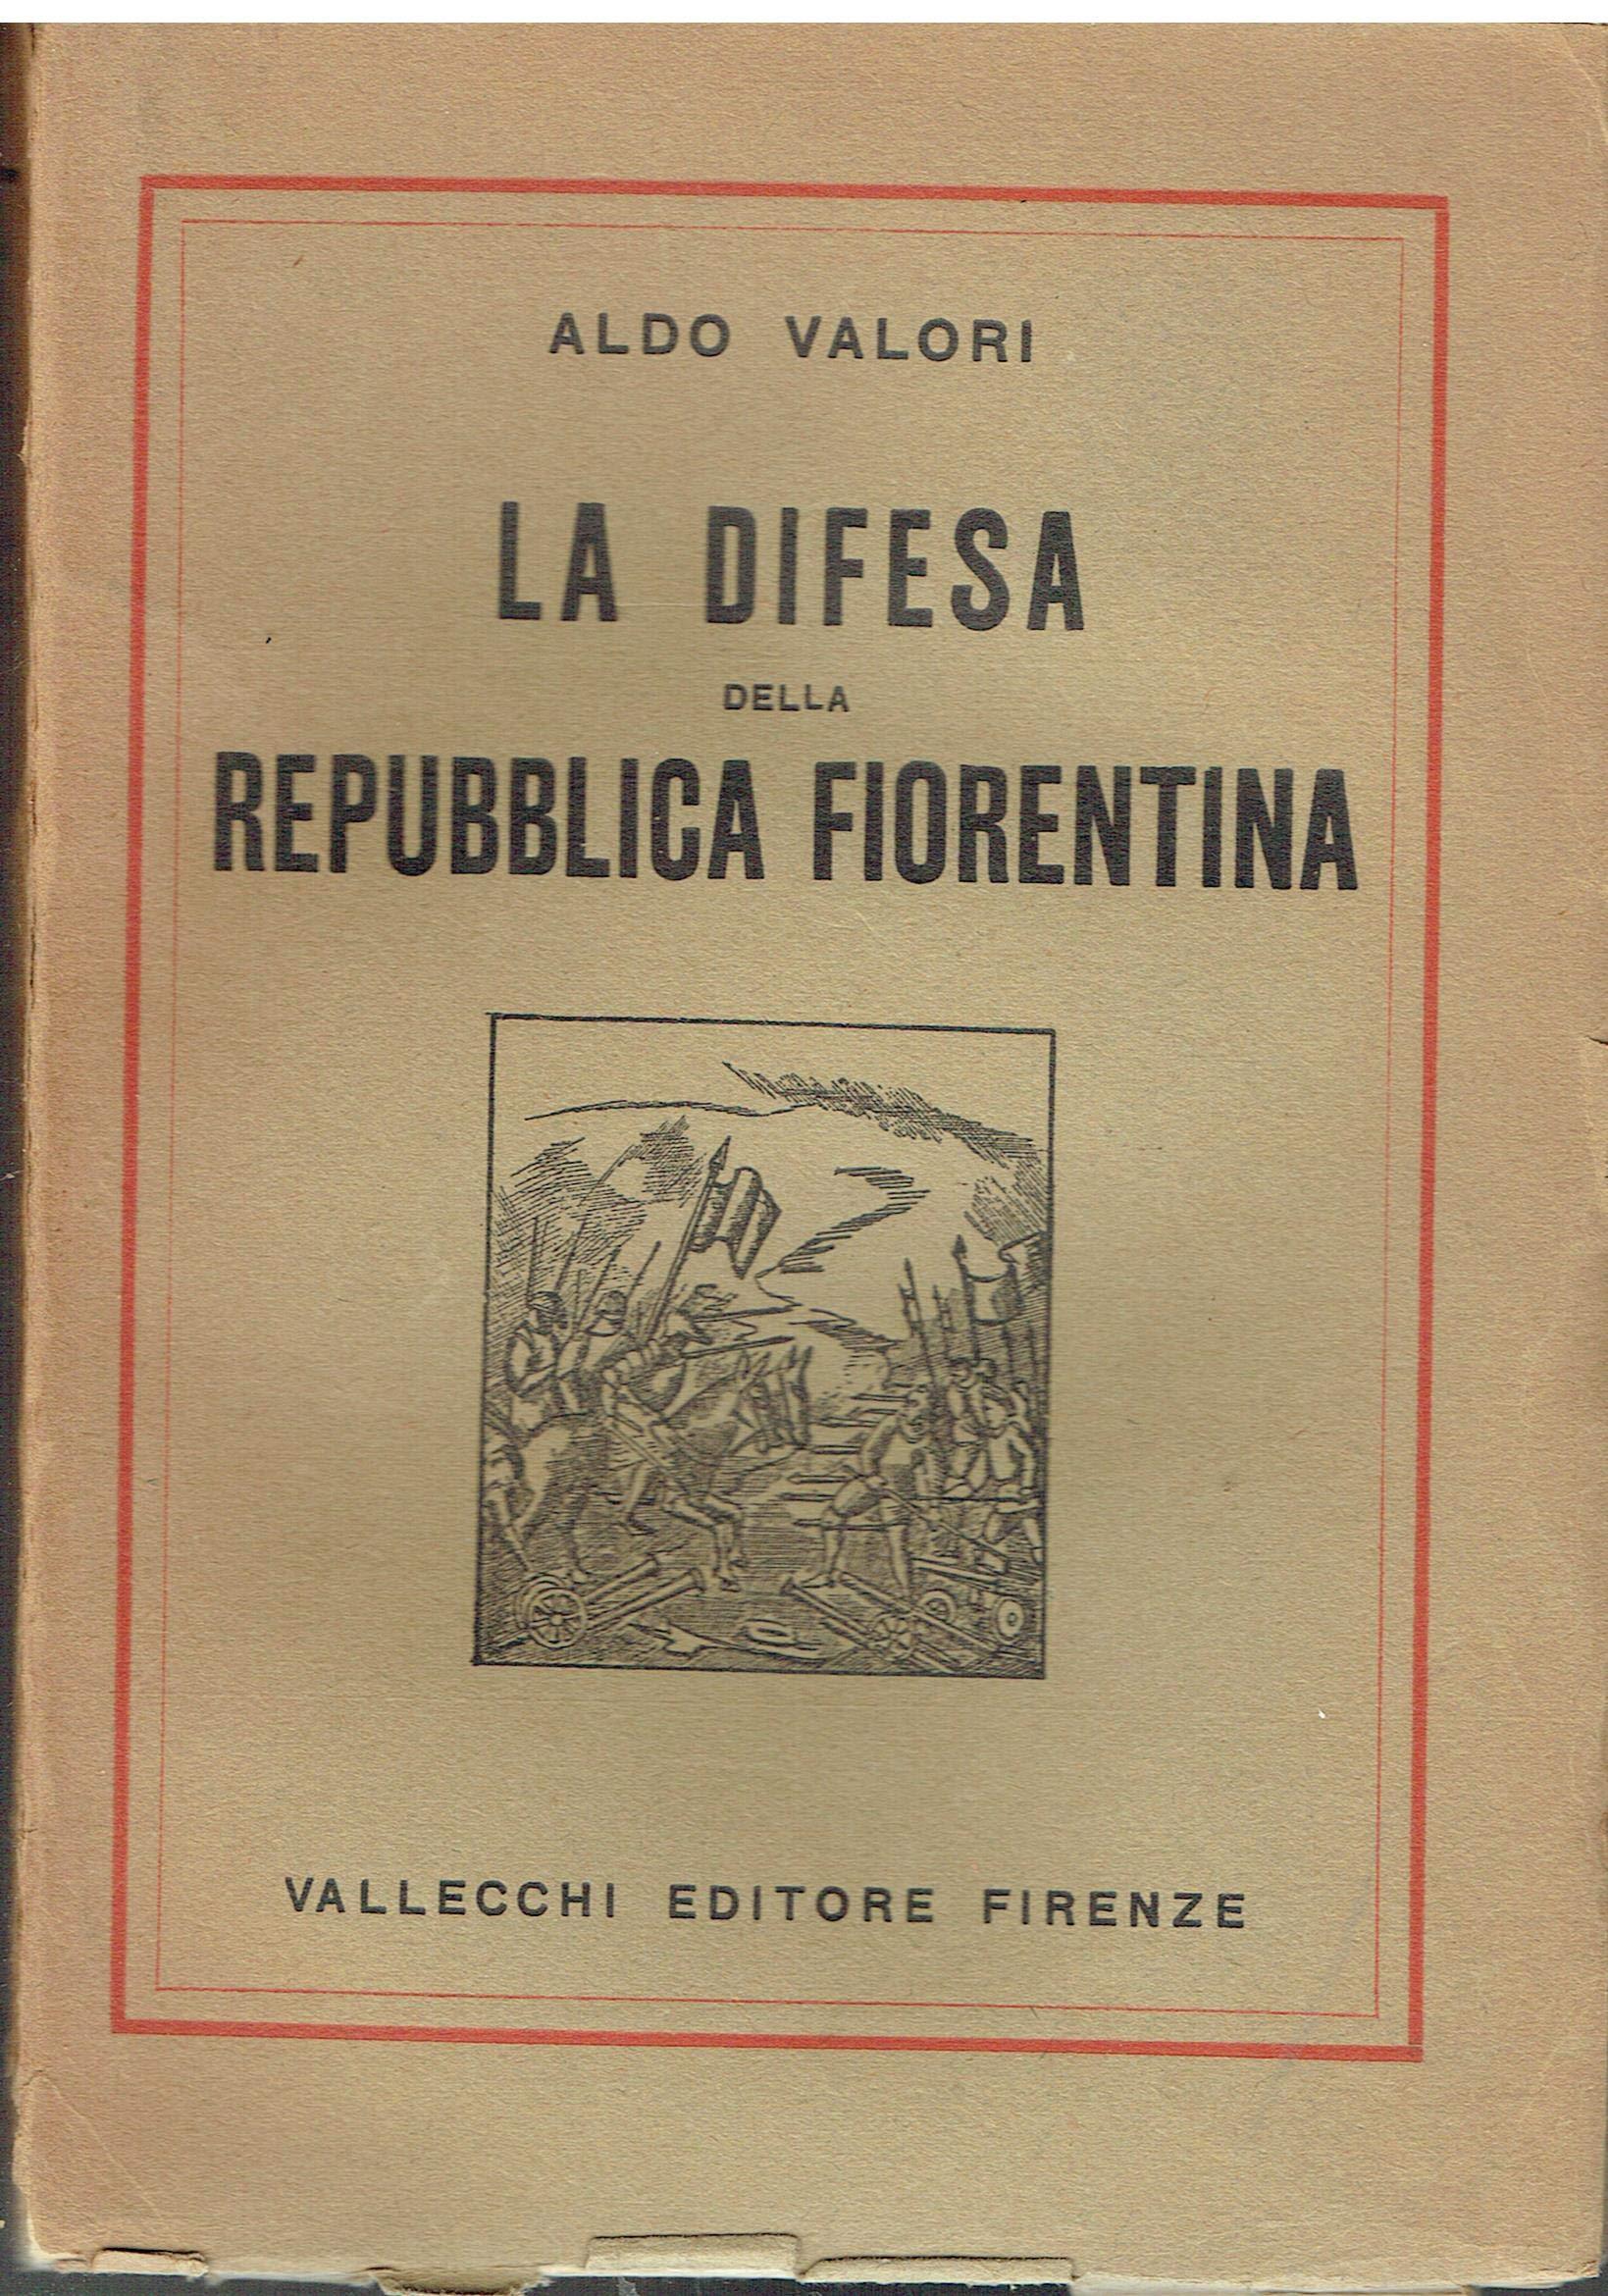 ALDO VALORI
LA DIFESA
DELLA
REPUBBLICA FIORENTINA
VALLECCHI EDITORE FIRENZE